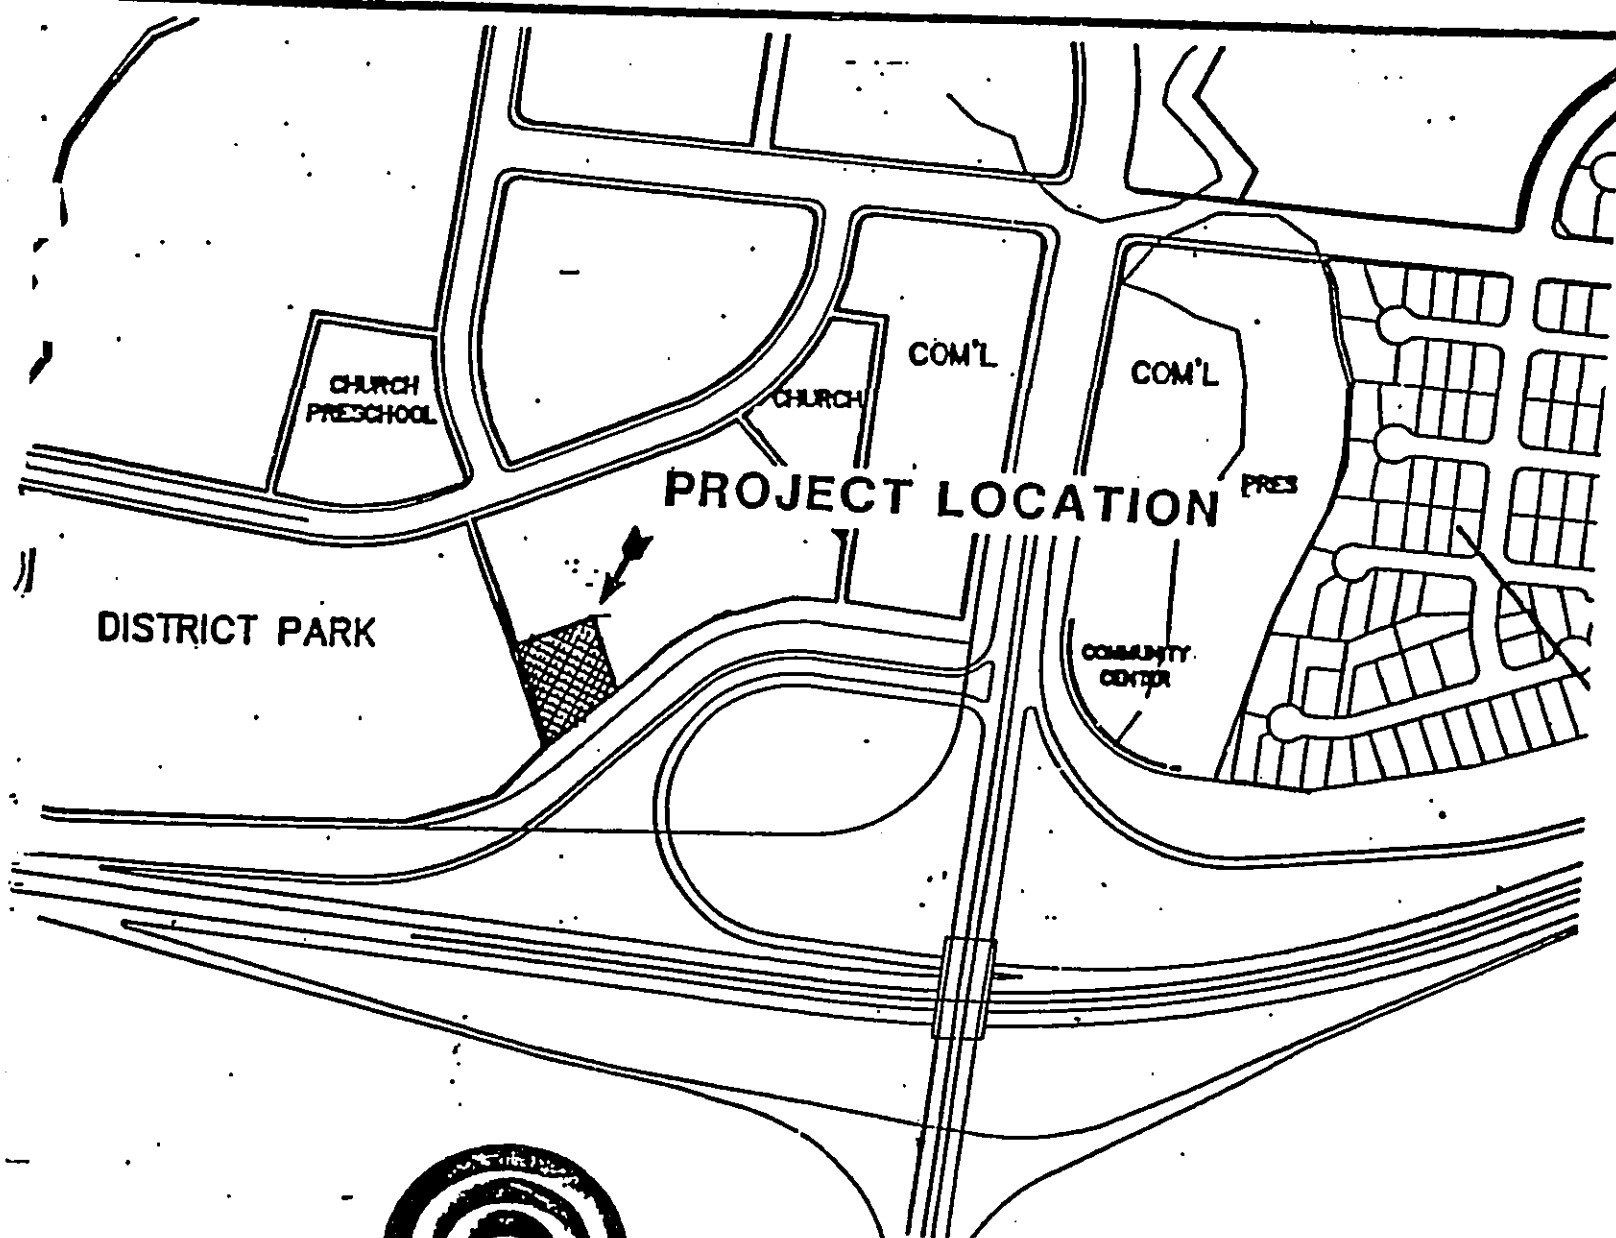 COM'L
COM'L
CHURCH
PRESCHOOL
CHURCH
PROJECT LOCATION
PRES
DISTRICT PARK
COMMUNITY
CENTER